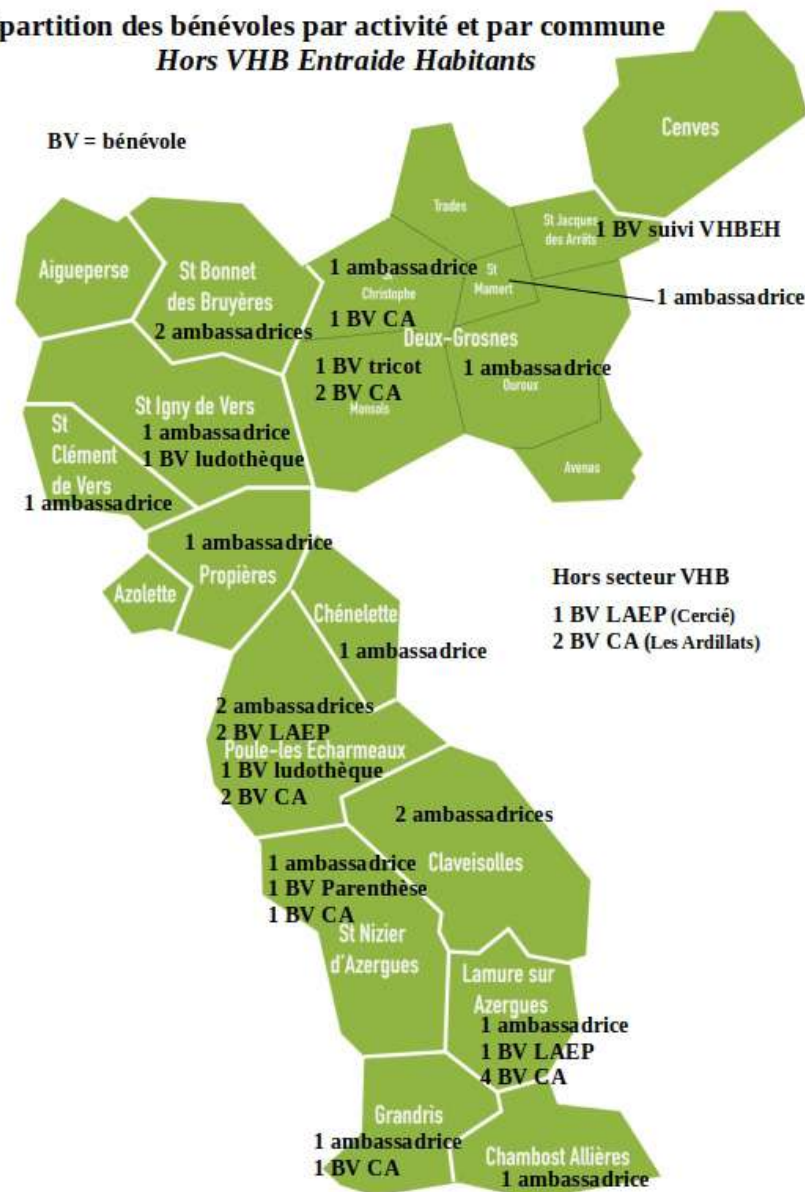 partition des bénévoles par activité et par commune
Hors VHB Entraide Habitants
BV = bénévole
Cenves
Trades
St Jacques
des Arrêts
1 BV suivi VHBEH
Aigueperse
St Bonnet
des Bruyères
2 ambassadrices
1 ambassadrice
Christophe
1 BV CA
St
Mamert
1 ambassadrice
Deux-Grosnes
1 BV tricot
2 BV CA
Monsols
1 ambassadrice
Ouroux
Avenas
St Igny de Vers
1 ambassadrice
1 BV ludothèque
St
Clément
de Vers
1 ambassadrice
1 ambassadrice
Propières
Azolette
Chénelette
1 ambassadrice
Hors secteur VHB
1 BV LAEP (Cercié)
2 BV CA (Les Ardillats)
2 ambassadrices
2 BV LAEP
Poule-les Echarmeaux
1 BV ludothèque
2 BV CA
2 ambassadrices
Claveisolles
1 ambassadrice
1 BV Parenthèse
1 BV CA
St Nizier
d'Azergues
Lamure sur
Azergues
1 ambassadrice
1 BV LAEP
4 BV CA
Grandris
1 ambassadrice
1 BV CA
Chambost Allières
1 ambassadrice